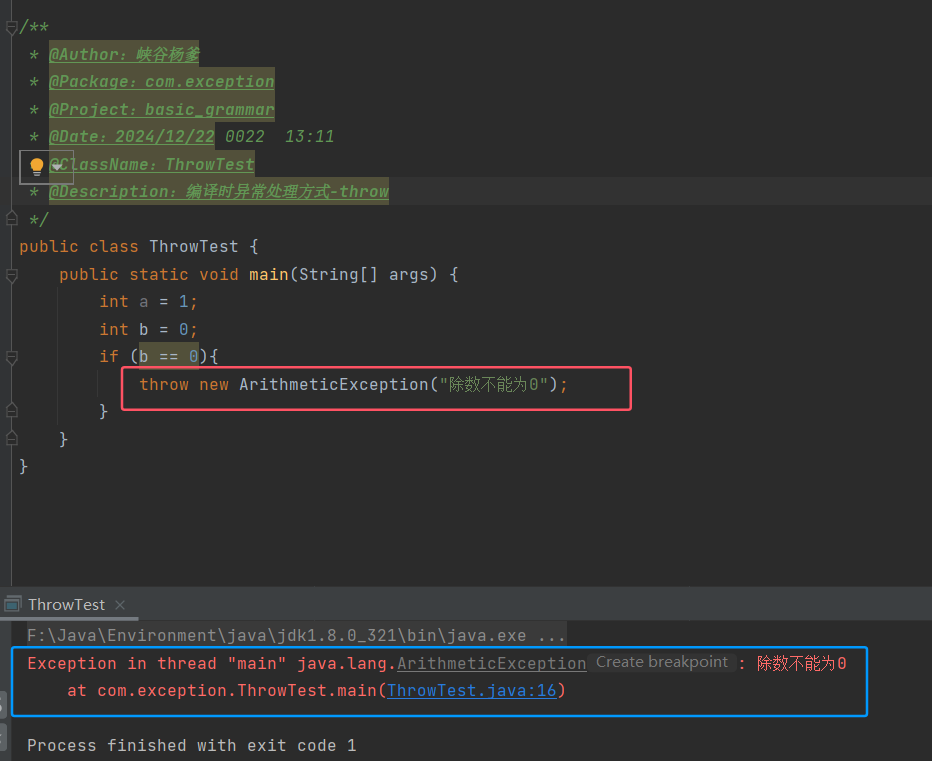 /**
* @Author: 峡谷杨爹
* @Package: com.exception
* @Project: basic_grammar
* @Date: 2024/12/22 0022  13:11
@ClassName: ThrowTest
* @Description: 编译时异常处理方式-throw
*/
public class ThrowTest {
public static void main(String[] args) {
int a = 1;
int b = 0;
if (b == 0){
throw new ArithmeticException("除数不能为0");
}
}
}
ThrowTest ×
F:\Java\Environment\java\jdk1.8.0_321\bin\java.exe ...
Exception in thread "main" java.lang.ArithmeticException Create breakpoint : 除数不能为0
at com.exception.ThrowTest.main(ThrowTest.java:16)
Process finished with exit code 1